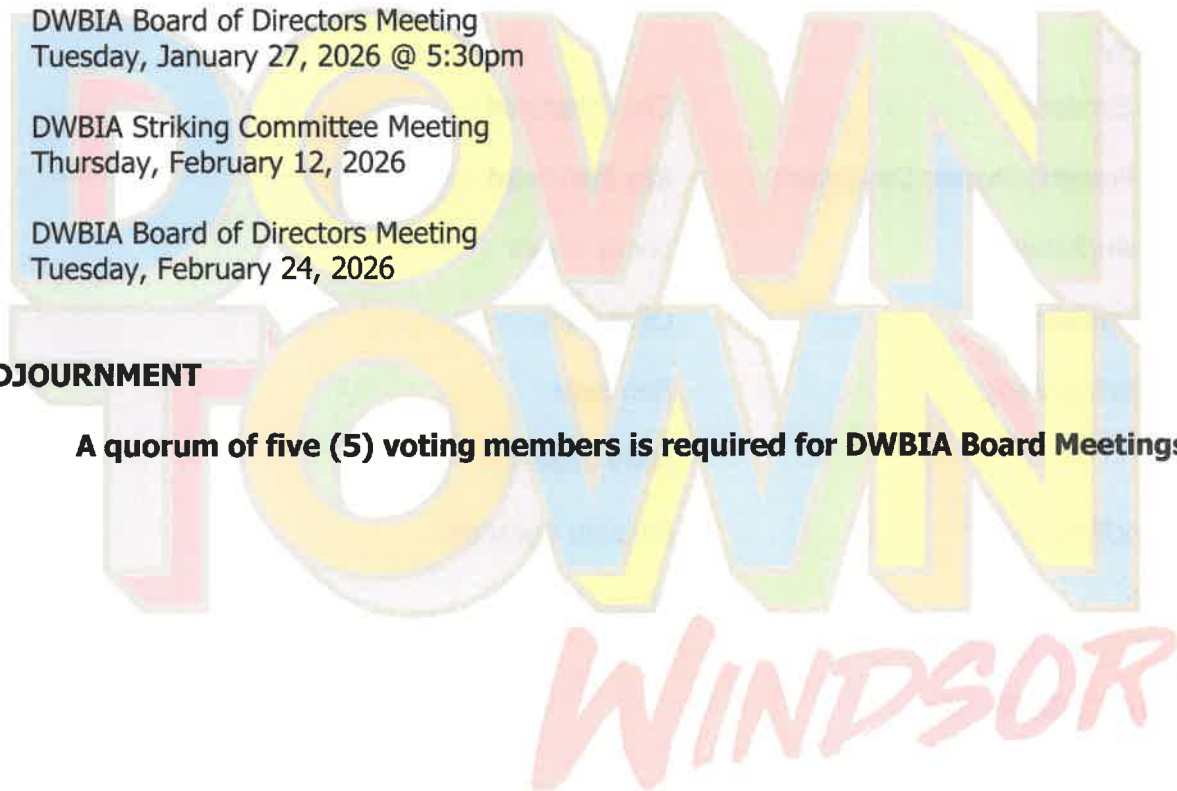 DWBIA Board of Directors Meeting
Tuesday, January 27, 2026 @ 5:30pm
DWBIA Striking Committee Meeting
Thursday, February 12, 2026
DWBIA Board of Directors Meeting
Tuesday, February 24, 2026
DJOURNMENT
A quorum of five (5) voting members is required for DWBIA Board Meetings
DOWN
TOWN
WINDSOR